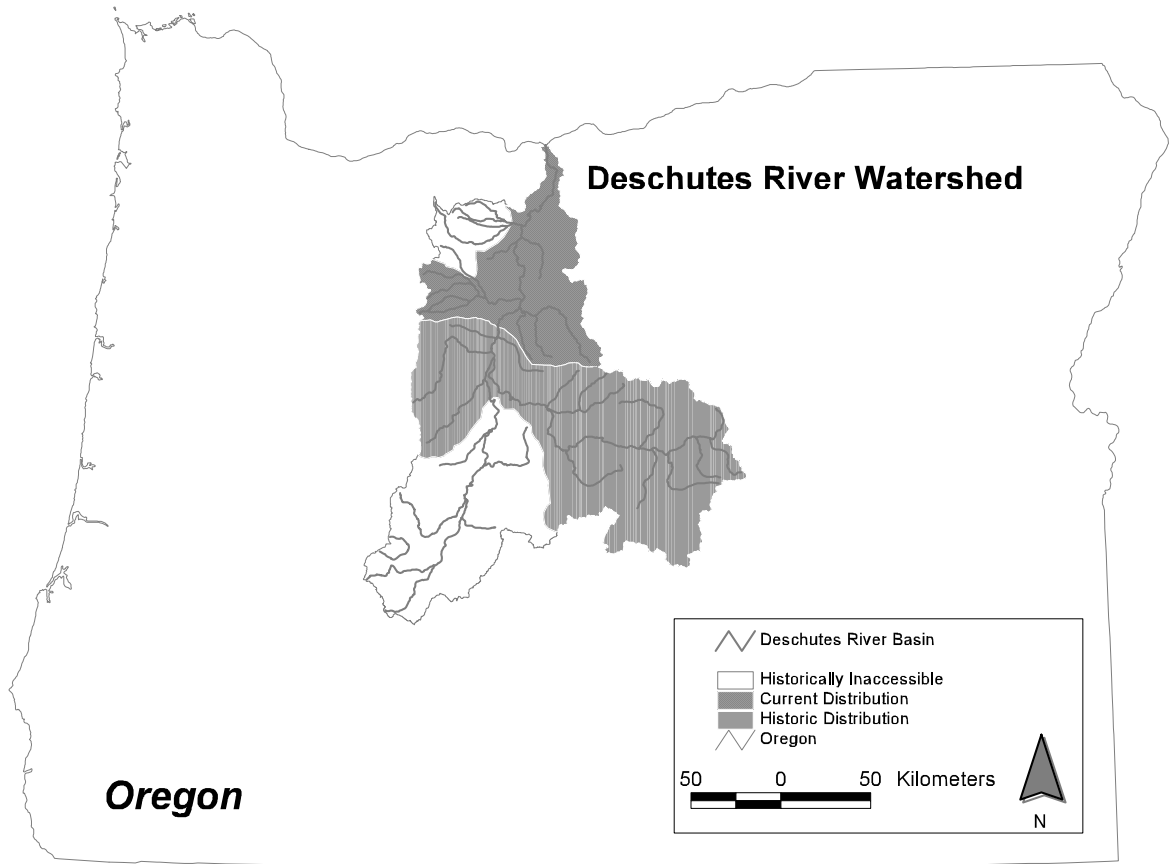 Deschutes River Watershed
Deschutes River Basin
Historically Inaccessible
Current Distribution
Historic Distribution
Oregon
50 0 50 Kilometers
N
Oregon